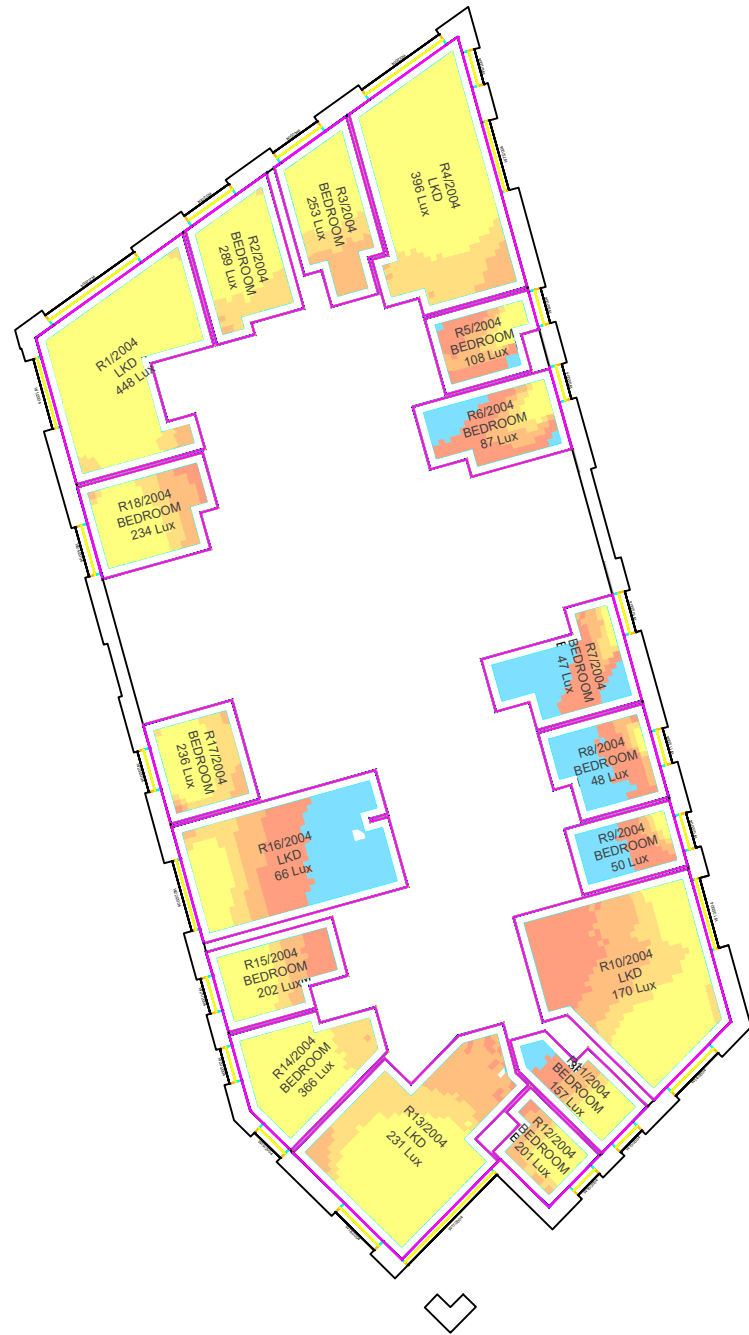 R4/2004
LKD
396 Lux
R3/2004
BEDROOM
253 Lux
R2/2004
BEDROOM
289 Lux
R1/2004
LKD
448 Lux
R5/2004
BEDROOM
108 Lux
R6/2004
BEDROOM
87 Lux
R18/2004
BEDROOM
234 Lux
R7/2004
BEDROOM
47 Lux
R8/2004
BEDROOM
48 Lux
R17/2004
BEDROOM
236 Lux
R9/2004
BEDROOM
50 Lux
R16/2004
LKD
66 Lux
R10/2004
LKD
170 Lux
R15/2004
BEDROOM
202 Lux
R14/2004
BEDROOM
366 Lux
R11/2004
BEDROOM
157 Lux
R13/2004
LKD
231 Lux
R12/2004
BEDROOM
201 Lux